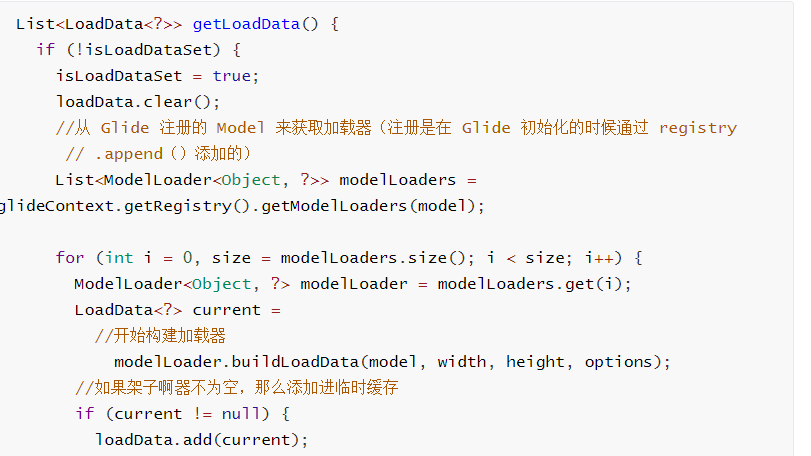 List<LoadData<?>> getLoadData() {
if (!isLoadDataSet) {
isLoadDataSet = true;
loadData.clear();
//从 Glide 注册的 Model 来获取加载器（注册是在 Glide 初始化的时候通过 registry
// .append（）添加的）
List<ModelLoader<Object, ?>> modelLoaders =
glideContext.getRegistry().getModelLoaders(model);
for (int i = 0, size = modelLoaders.size(); i < size; i++) {
ModelLoader<Object, ?> modelLoader = modelLoaders.get(i);
LoadData<?> current =
//开始构建加载器
modelLoader.buildLoadData(model, width, height, options);
//如果架子啊器不为空，那么添加进临时缓存
if (current != null) {
loadData.add(current);